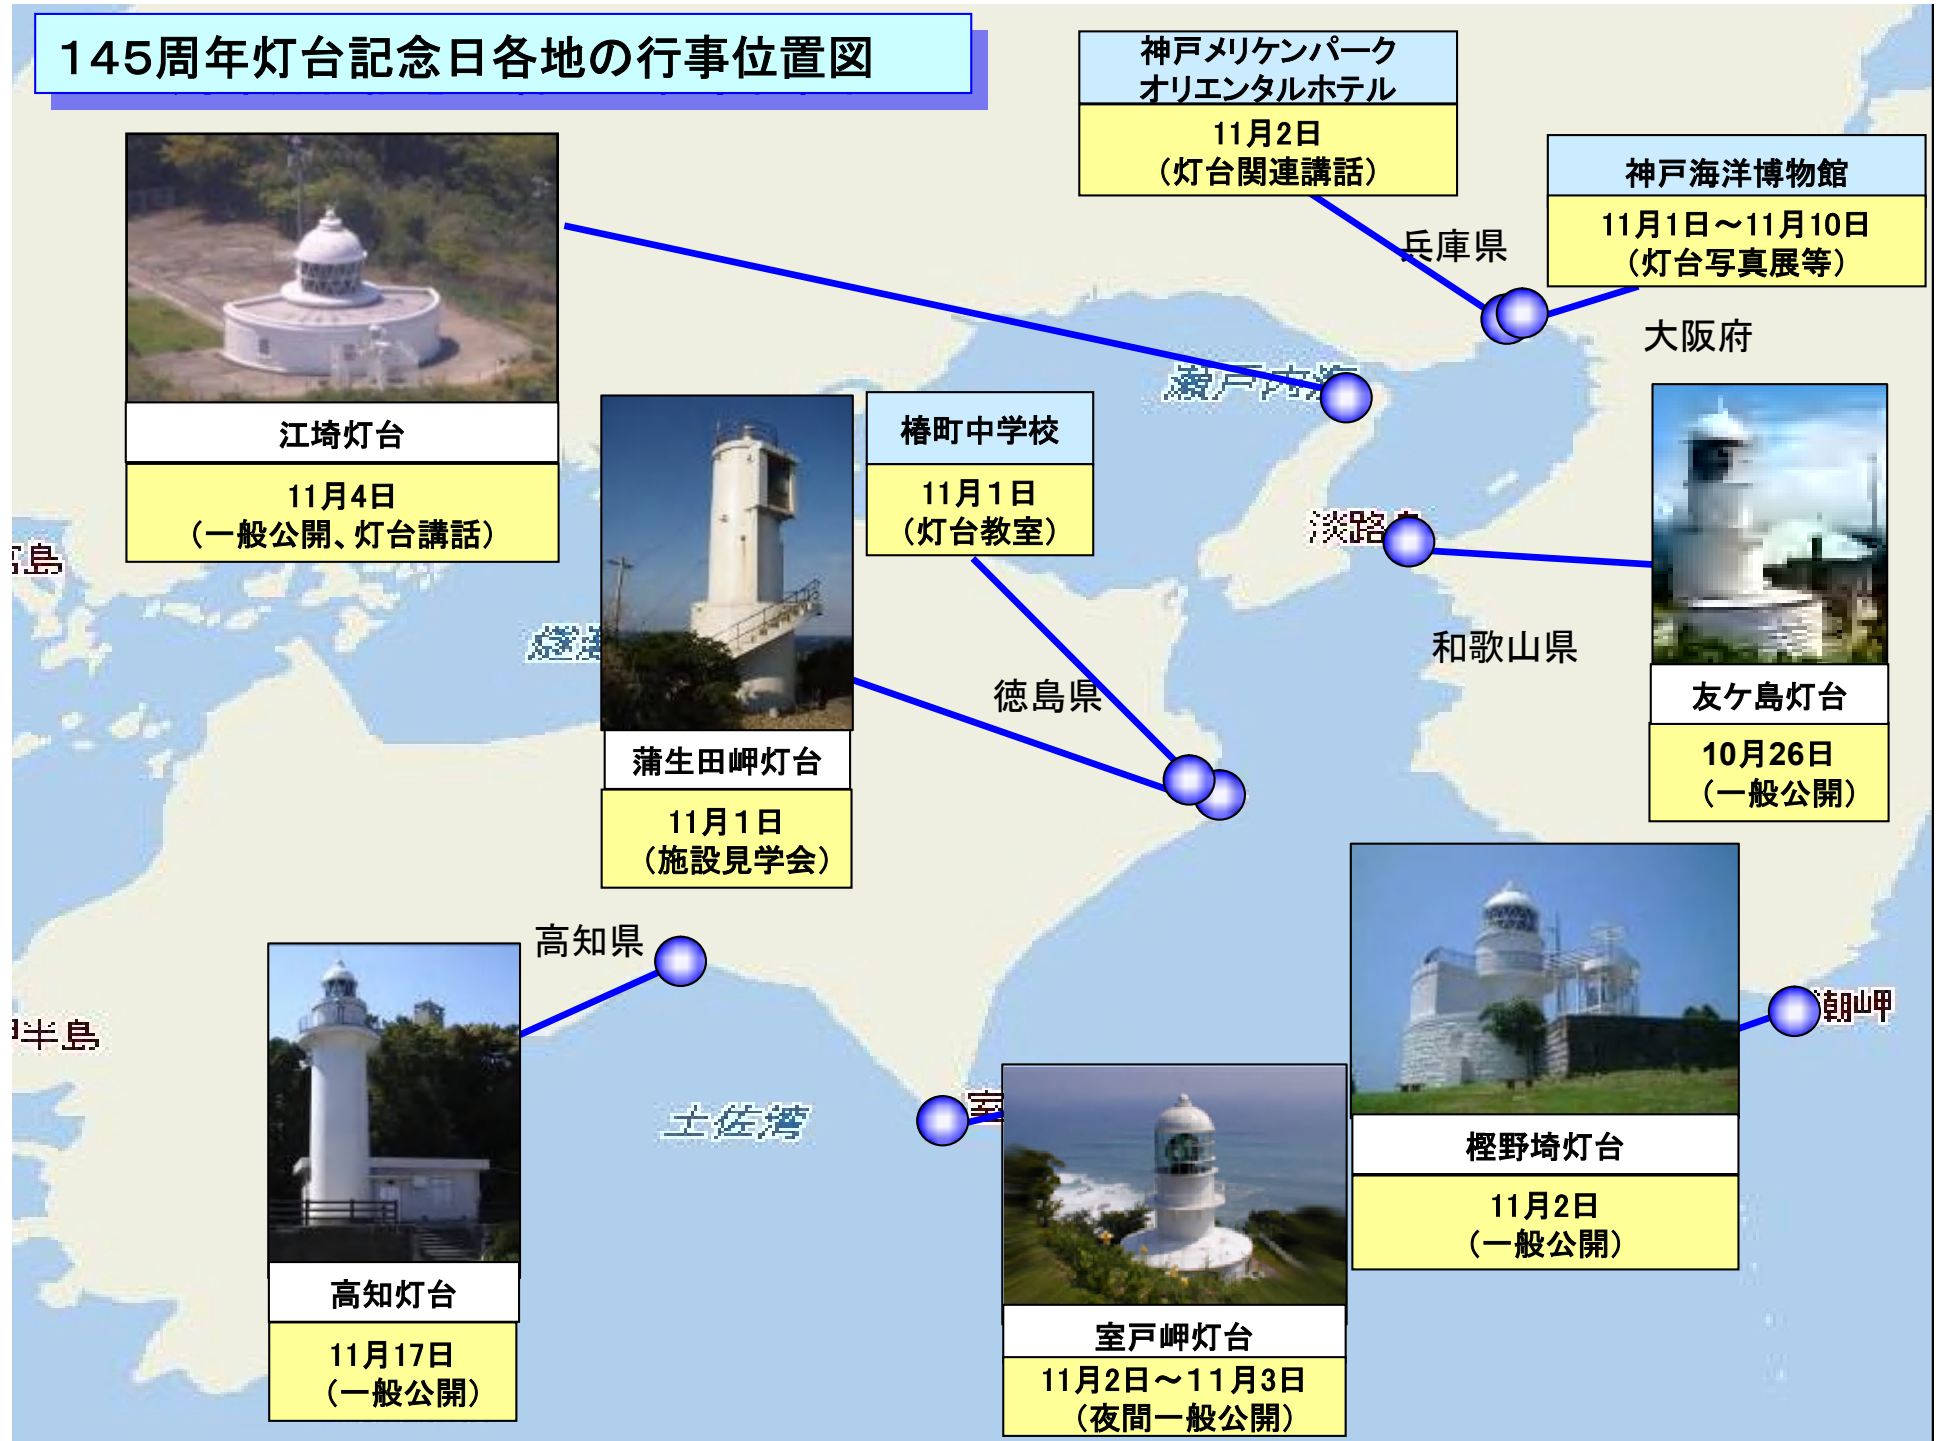 145周年灯台記念日各地の行事位置図
神戸メリケンパーク
オリエンタルホテル
11月2日
（灯台関連講話）
神戸海洋博物館
11月1日～11月10日
（灯台写真展等）
兵庫県
大阪府
瀬戸内海
江埼灯台
11月4日
（一般公開、灯台講話）
椿町中学校
11月１日
（灯台教室）
淡路島
島
和歌山県
徳島県
友ケ島灯台
10月26日
（一般公開）
蒲生田岬灯台
11月１日
（施設見学会）
高知県
半島
潮岬
土佐湾
室
樫野埼灯台
11月2日
（一般公開）
高知灯台
11月17日
（一般公開）
室戸岬灯台
11月2日～１１月3日
（夜間一般公開）